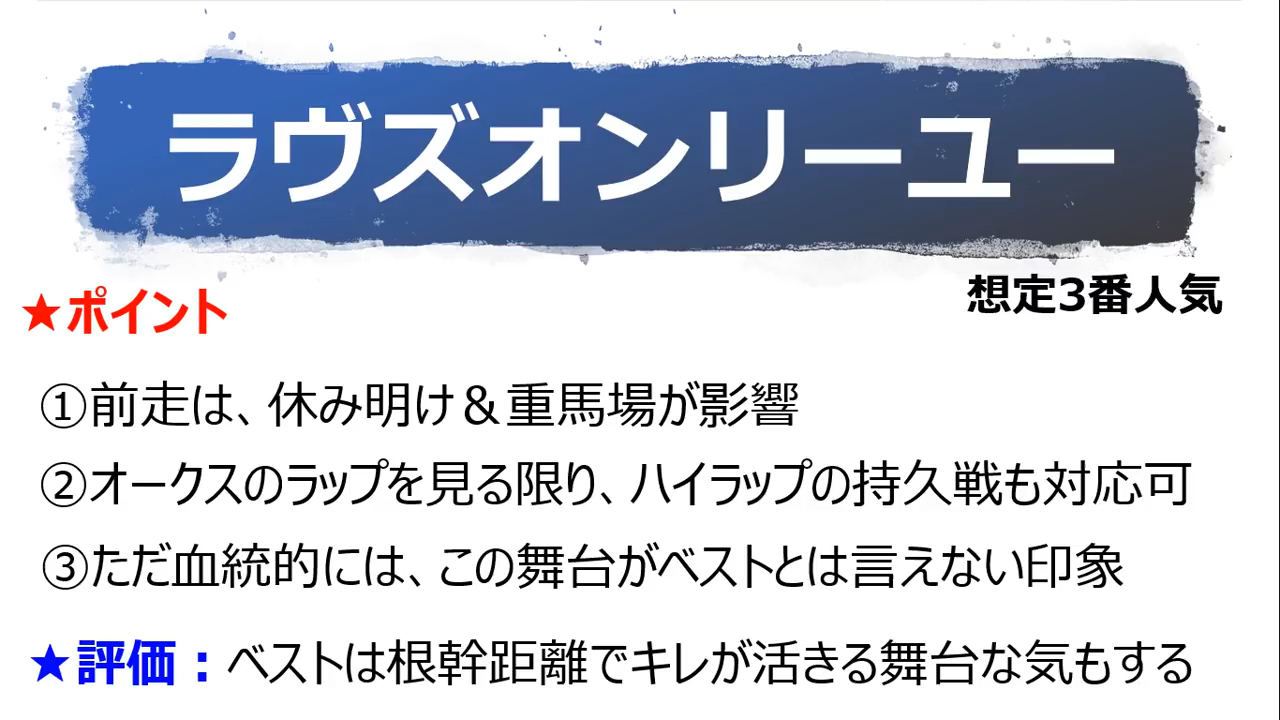 ラヴズオンリーユー
想定3番人気
★ポイント
①前走は、休み明け＆重馬場が影響
②オークスのラップを見る限り、ハイラップの持久戦も対応可
③ただ血統的には、この舞台がベストとは言えない印象
★評価：ベストは根幹距離でキレが活きる舞台な気もする